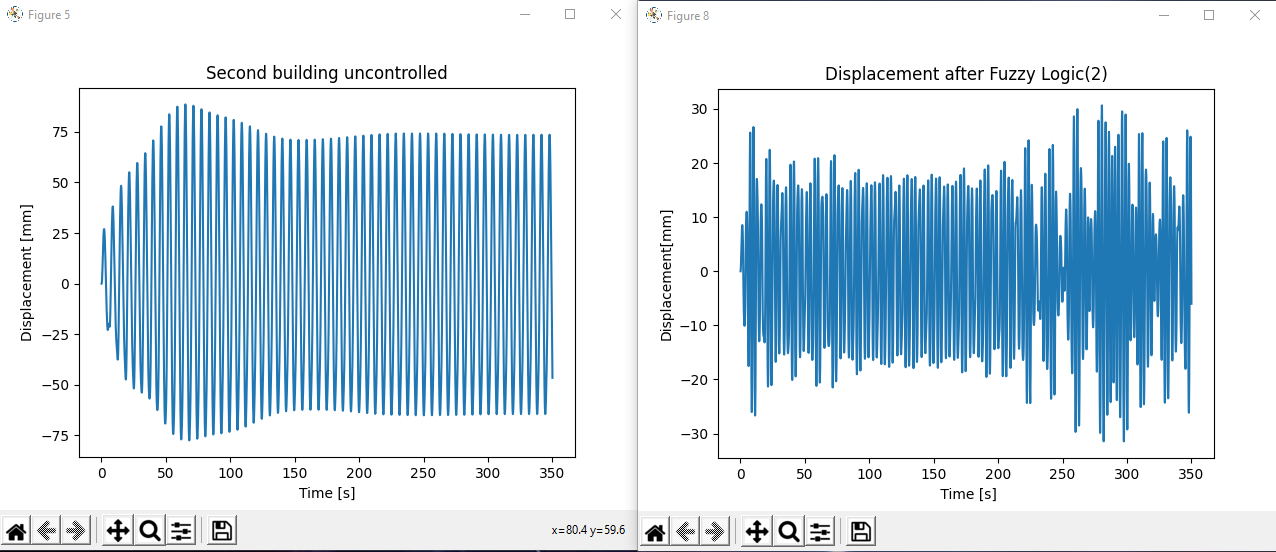 Figure 5
Second building uncontrolled
75
50
25
0
−25
−50
−75
Displacement [mm]
0 50 100 150 200 250 300 350
Time [s]
x=80.4 y=59.6
Figure 8
Displacement after Fuzzy Logic(2)
30
20
10
0
−10
−20
−30
Displacement[mm]
0 50 100 150 200 250 300 350
Time [s]